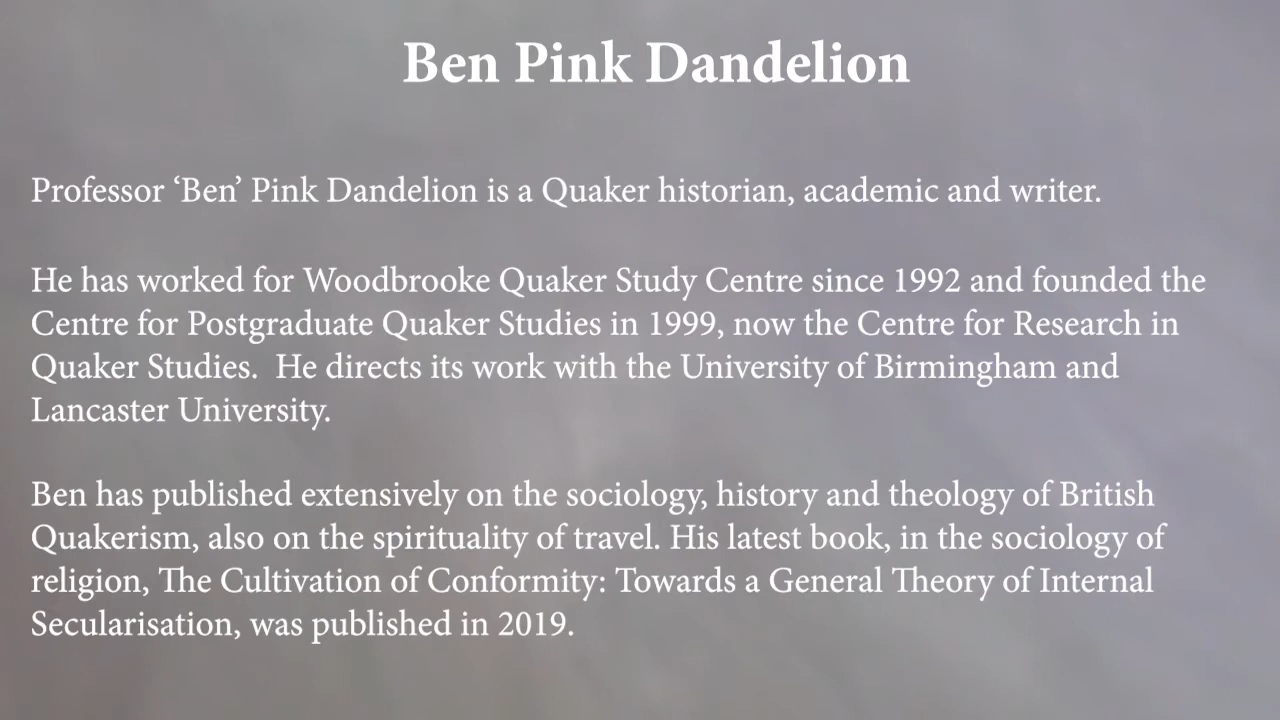 Ben Pink Dandelion
Professor ‘Ben’ Pink Dandelion is a Quaker historian, academic and writer.
He has worked for Woodbrooke Quaker Study Centre since 1992 and founded the
Centre for Postgraduate Quaker Studies in 1999, now the Centre for Research in
Quaker Studies.  He directs its work with the University of Birmingham and
Lancaster University.
Ben has published extensively on the sociology, history and theology of British
Quakerism, also on the spirituality of travel. His latest book, in the sociology of
religion, The Cultivation of Conformity: Towards a General Theory of Internal
Secularisation, was published in 2019.